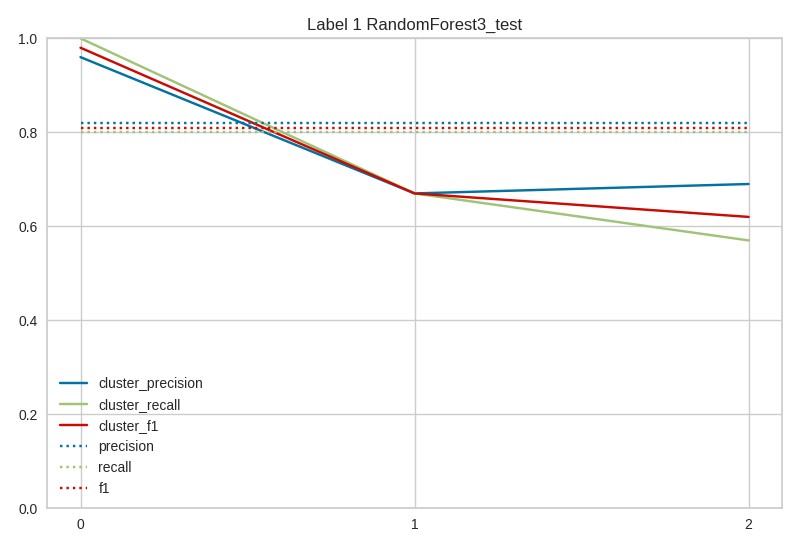 Label 1 RandomForest3_test
1.0
0.8
0.6
0.4
0.2
0.0
cluster_precision
cluster_recall
cluster_f1
precision
recall
f1
0 1 2